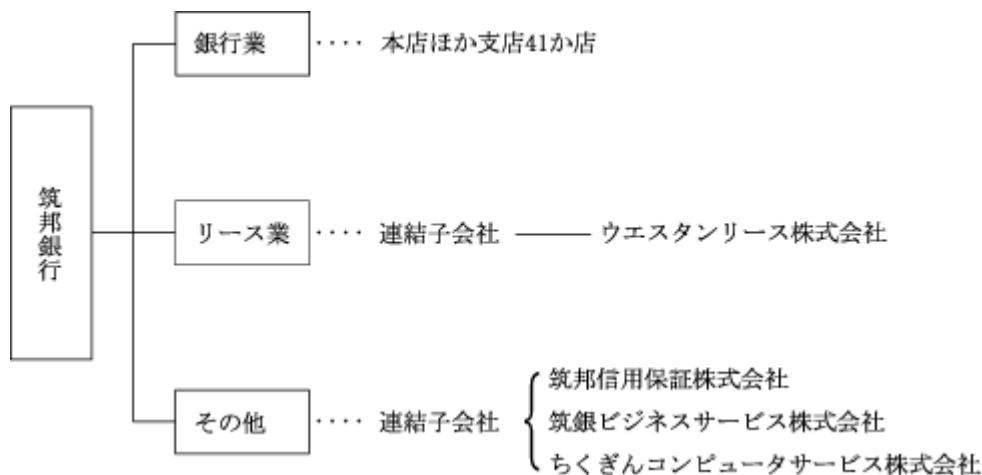 筑邦銀行
銀行業 ‥‥ 本店ほか支店41か店
リース業 ‥‥ 連結子会社 ―― ウエスタンリース株式会社
その他 ‥‥ 連結子会社
筑邦信用保証株式会社
筑銀ビジネスサービス株式会社
ちくぎんコンピュータサービス株式会社